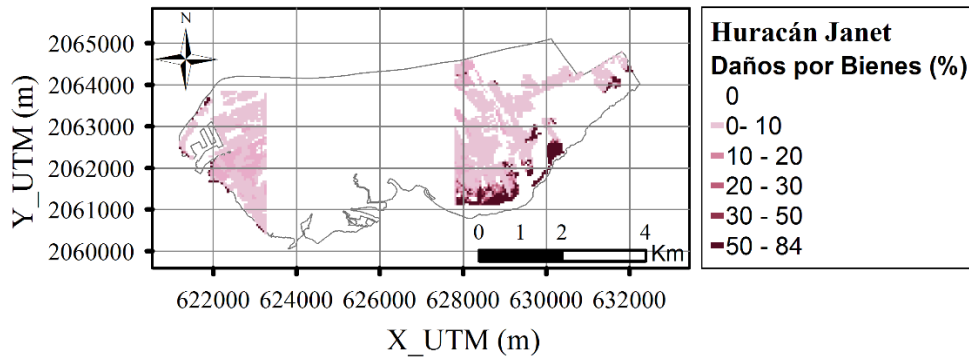 N
2065000
2064000
2063000
2062000
2061000
2060000
Y_UTM (m)
0 1 2 4
Km
622000 624000 626000 628000 630000 632000
X_UTM (m)
Huracán Janet
Daños por Bienes (%)
0
0- 10
10 - 20
20 - 30
30 - 50
50 - 84